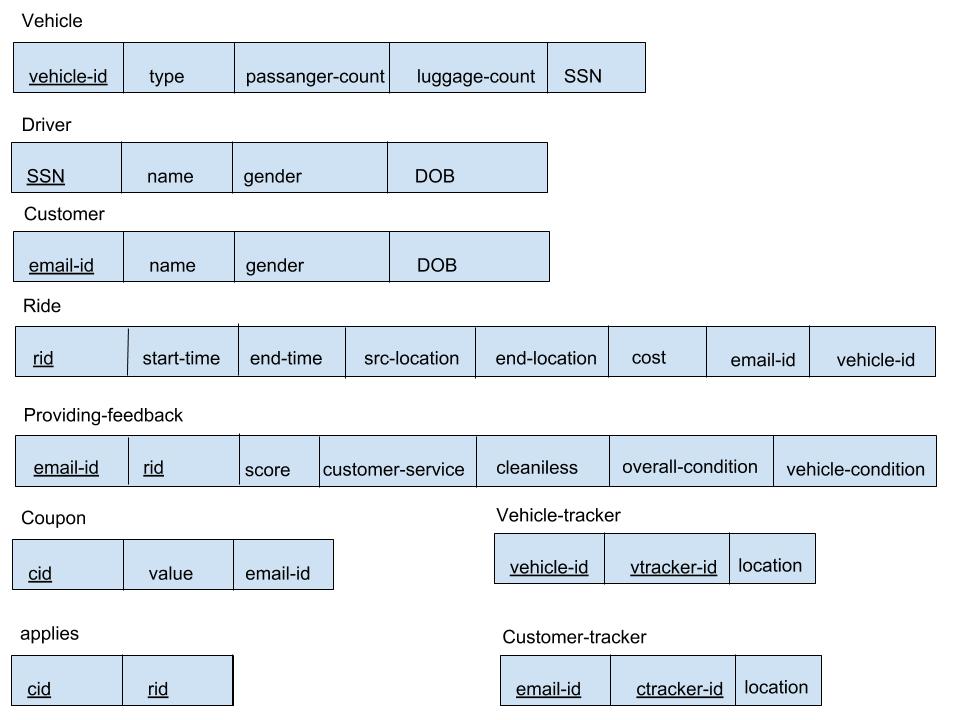 Vehicle
vehicle-id type passanger-count luggage-count SSN
Driver
SSN name gender DOB
Customer
email-id name gender DOB
Ride
rid start-time end-time src-location end-location cost email-id vehicle-id
Providing-feedback
email-id rid score customer-service cleaniless overall-condition vehicle-condition
Coupon
cid value email-id
Vehicle-tracker
vehicle-id vtracker-id location
applies
cid rid
Customer-tracker
email-id ctracker-id location